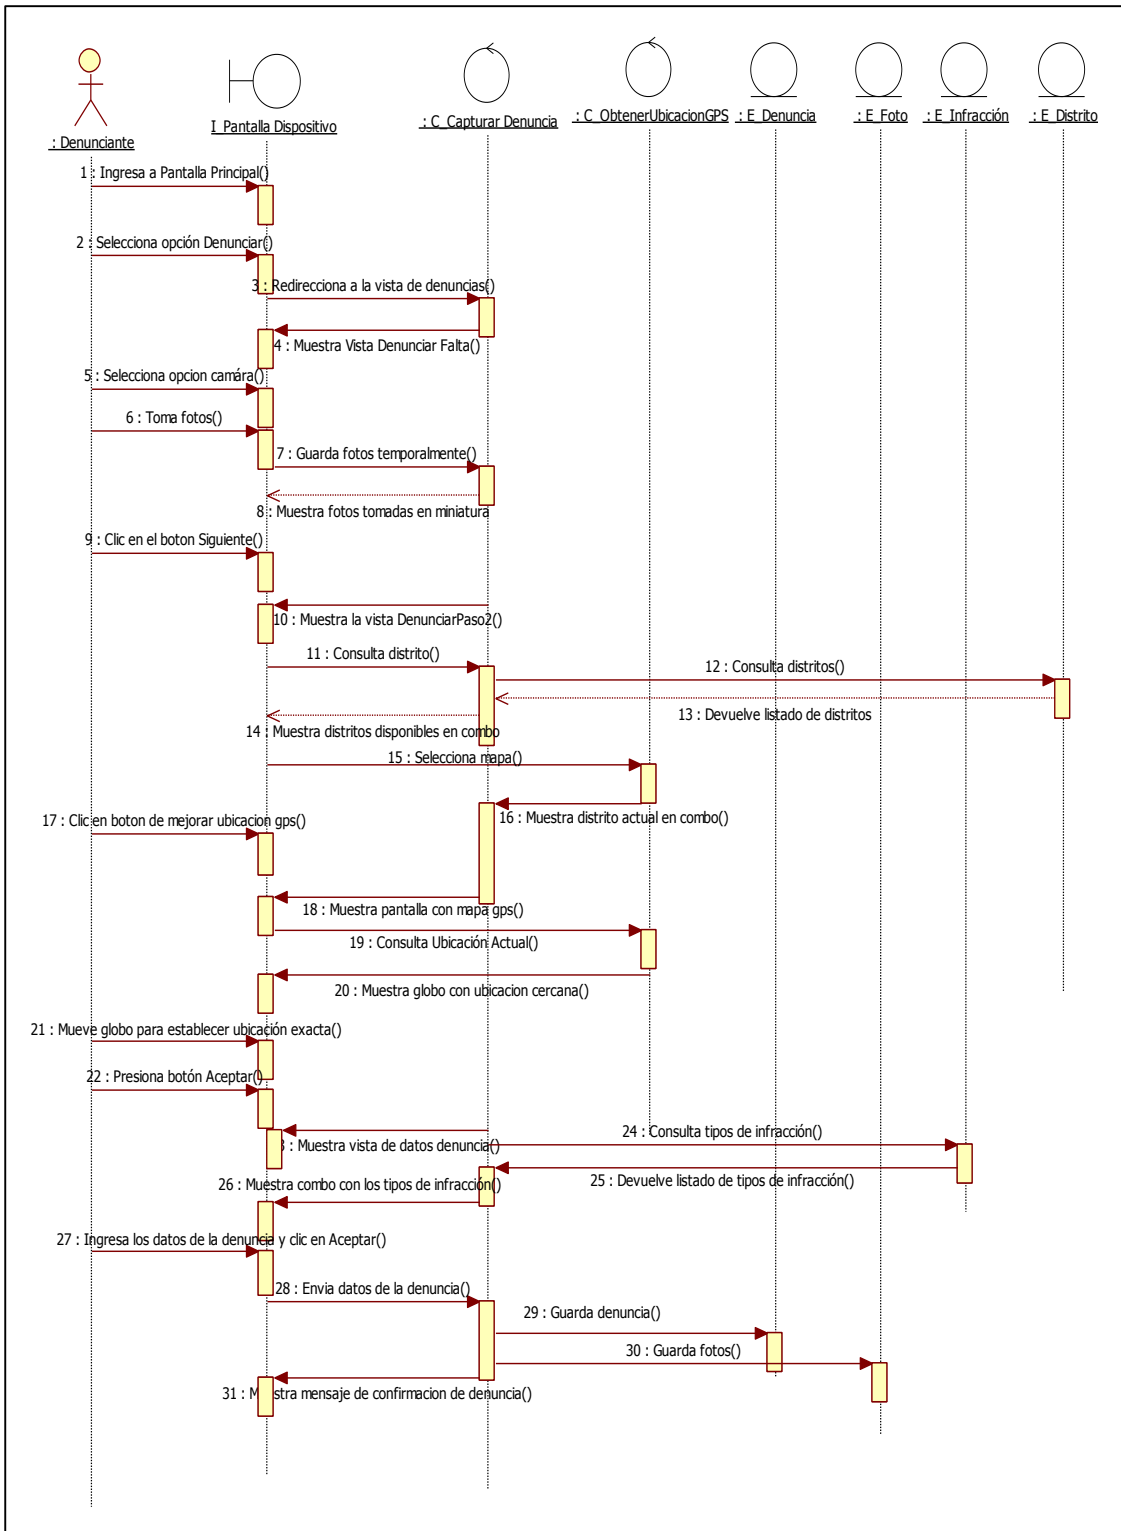 : Denunciante
I_Pantalla Dispositivo
: C_Capturar Denuncia
: C_ObtenerUbicacionGPS
: E_Denuncia
: E_Foto
: E_Infracción
: E_Distrito
1 : Ingresa a Pantalla Principal()
2 : Selecciona opción Denunciar()
3 : Redirecciona a la vista de denuncias()
4 : Muestra Vista Denunciar Falta()
5 : Selecciona opcion camára()
6 : Toma fotos()
7 : Guarda fotos temporalmente()
8 : Muestra fotos tomadas en miniatura
9 : Clic en el boton Siguiente()
10 : Muestra la vista DenunciarPaso2()
11 : Consulta distrito()
12 : Consulta distritos()
13 : Devuelve listado de distritos
14 : Muestra distritos disponibles en combo
15 : Selecciona mapa()
16 : Muestra distrito actual en combo()
17 : Clic en boton de mejorar ubicacion gps()
18 : Muestra pantalla con mapa gps()
19 : Consulta Ubicación Actual()
20 : Muestra globo con ubicacion cercana()
21 : Mueve globo para establecer ubicación exacta()
22 : Presiona botón Aceptar()
: Muestra vista de datos denuncia()
24 : Consulta tipos de infracción()
25 : Devuelve listado de tipos de infracción()
26 : Muestra combo con los tipos de infracción()
27 : Ingresa los datos de la denuncia y clic en Aceptar()
28 : Envia datos de la denuncia()
29 : Guarda denuncia()
30 : Guarda fotos()
31 : Muestra mensaje de confirmacion de denuncia()